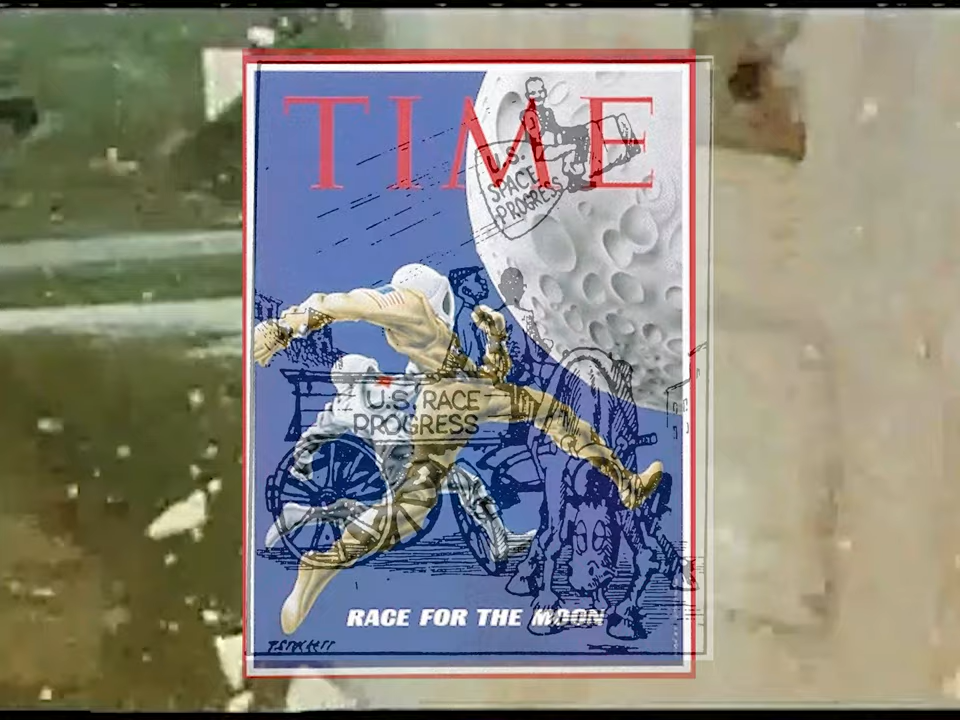 TIME
U.S.
SPACE
PROGRESS
U.S. RACE
PROGRESS
RACE FOR THE MOON